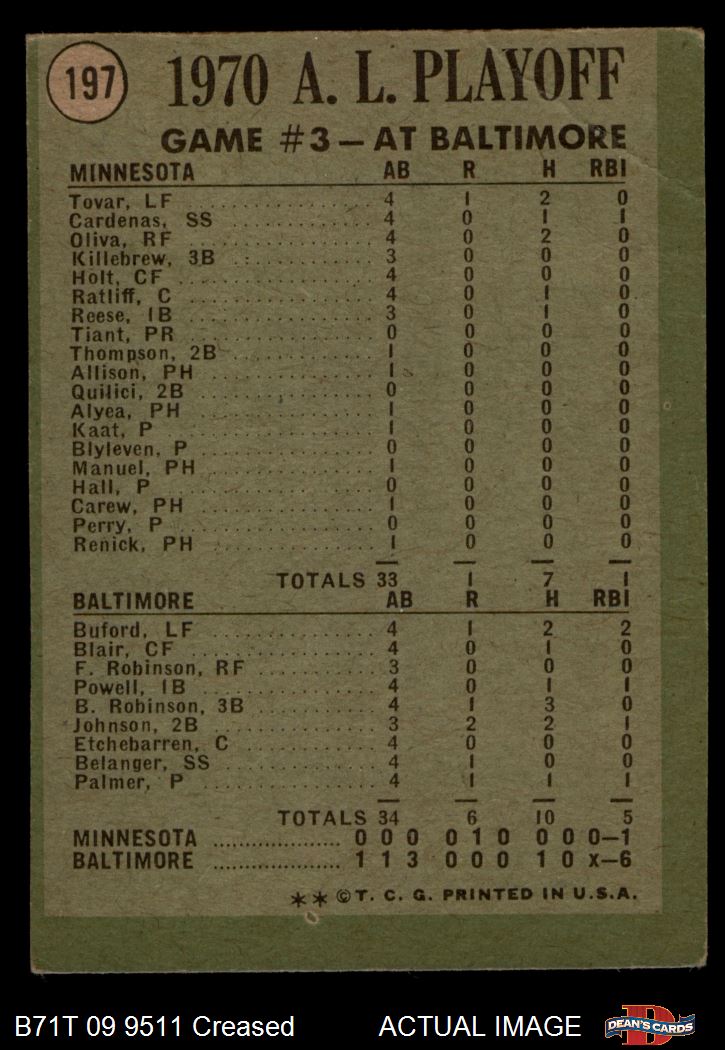 197
1970 A. L. PLAYOFF
GAME #3 — AT BALTIMORE
MINNESOTA AB R H RBI
Tovar, LF 4 1 2 0
Cardenas, SS 4 0 1 1
Oliva, RF 4 0 2 0
Killebrew, 3B 3 0 0 0
Holt, CF 4 0 0 0
Ratliff, C 4 0 1 0
Reese, 1B 3 0 1 0
Tiant, PR 0 0 0 0
Thompson, 2B 1 0 0 0
Allison, PH 1 0 0 0
Quilici, 2B 0 0 0 0
Alyea, PH 1 0 0 0
Kaat, P 1 0 0 0
Blyleven, P 0 0 0 0
Manuel, PH 1 0 0 0
Hall, P 0 0 0 0
Carew, PH 1 0 0 0
Perry, P 0 0 0 0
Renick, PH 1 0 0 0
TOTALS 33 1 7 1
BALTIMORE AB R H RBI
Buford, LF 4 1 2 2
Blair, CF 4 0 1 0
F. Robinson, RF 3 0 0 0
Powell, 1B 4 0 1 1
B. Robinson, 3B 4 1 3 0
Johnson, 2B 3 2 2 1
Etchebarren, C 4 0 0 0
Belanger, SS 4 1 0 0
Palmer, P 4 1 1 1
TOTALS 34 6 10 5
MINNESOTA 0 0 0 0 1 0 0 0 0—1
BALTIMORE 1 1 3 0 0 0 1 0 x—6
** ©T. C. G. PRINTED IN U.S.A.
B71T 09 9511 Creased ACTUAL IMAGE
DEAN'S CARDS